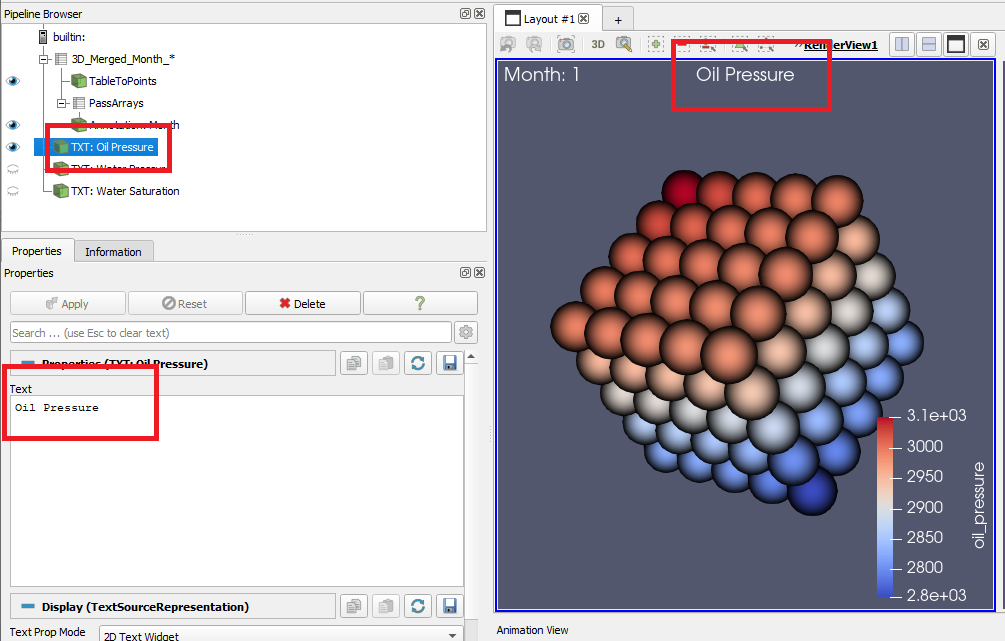 Pipeline Browser
builtin:
3D_Merged_Month_*
TableToPoints
PassArrays
Annotation: Month
TXT: Oil Pressure
TXT: Water Pressure
TXT: Water Saturation
Properties Information
Properties
Apply Reset Delete ?
Search ... (use Esc to clear text)
Properties (TXT: Oil Pressure)
Text
Oil Pressure
Display (TextSourceRepresentation)
Text Prop Mode 2D Text Widget
Layout #1 +
3D RenderView1
Month: 1 Oil Pressure
3.1e+03
3000
2950
2900
2850
2800
2.8e+03
oil_pressure
Animation View